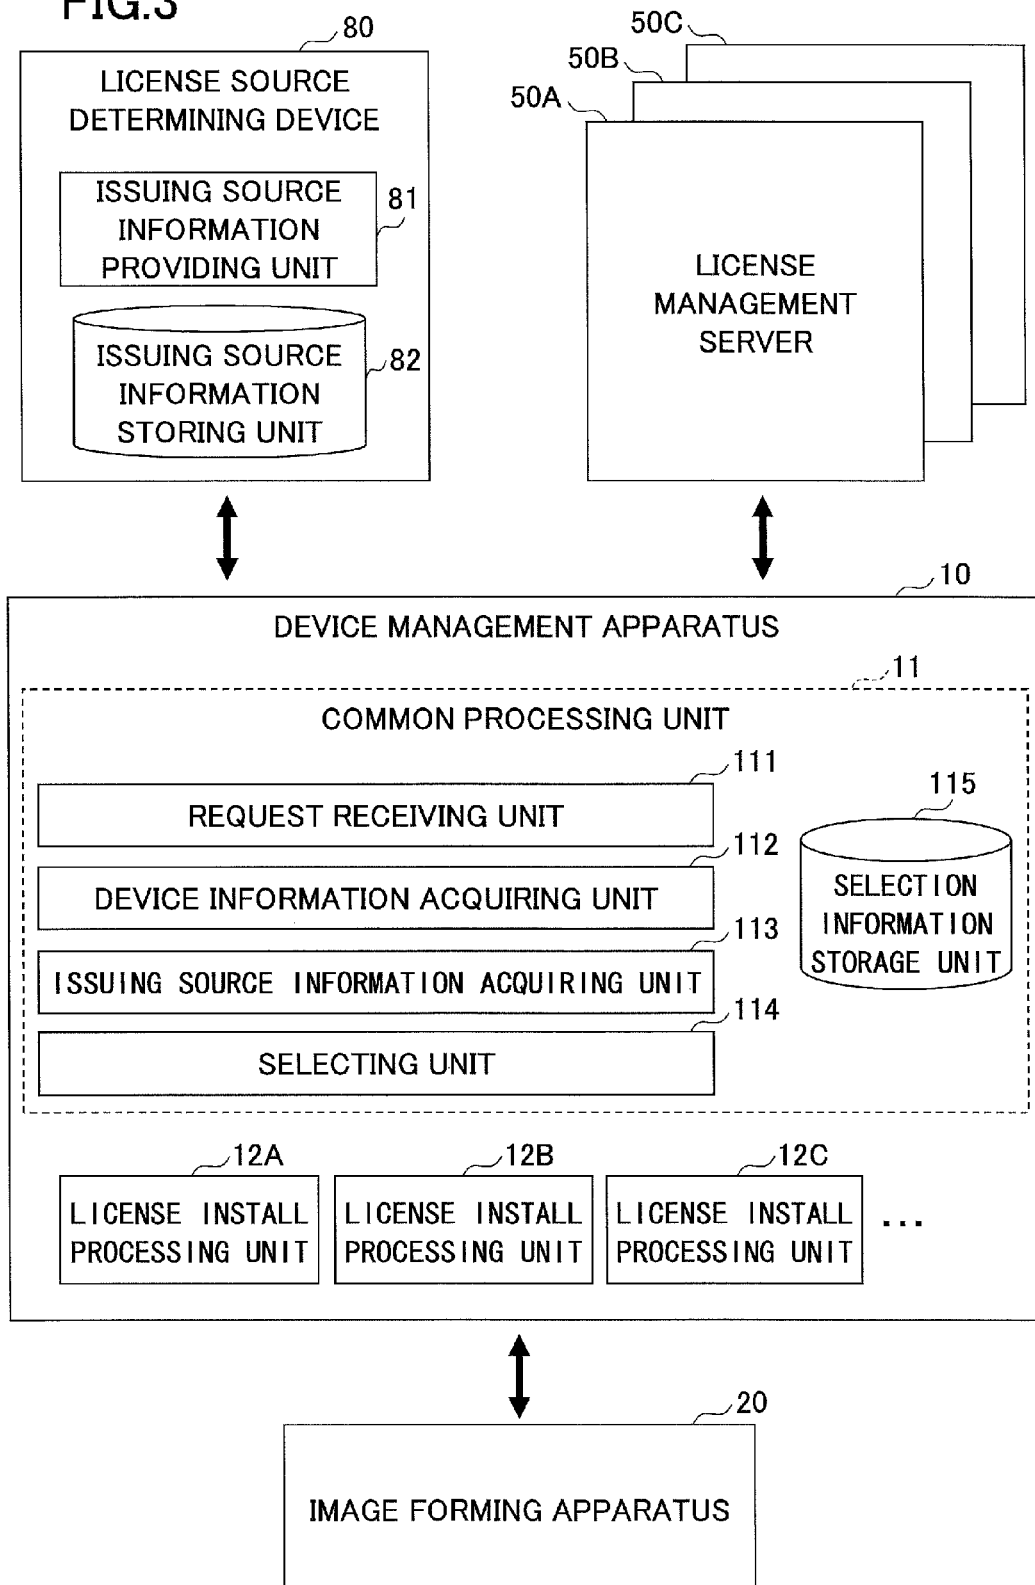 FIG.3
80
LICENSE SOURCE
DETERMINING DEVICE
ISSUING SOURCE
INFORMATION
PROVIDING UNIT
81
ISSUING SOURCE
INFORMATION
STORING UNIT
82
50C
50B
50A
LICENSE
MANAGEMENT
SERVER
10
DEVICE MANAGEMENT APPARATUS
11
COMMON PROCESSING UNIT
111
REQUEST RECEIVING UNIT
112
DEVICE INFORMATION ACQUIRING UNIT
113
ISSUING SOURCE INFORMATION ACQUIRING UNIT
114
SELECTING UNIT
115
SELECTION
INFORMATION
STORAGE UNIT
12A
LICENSE INSTALL
PROCESSING UNIT
12B
LICENSE INSTALL
PROCESSING UNIT
12C
LICENSE INSTALL
PROCESSING UNIT
...
20
IMAGE FORMING APPARATUS